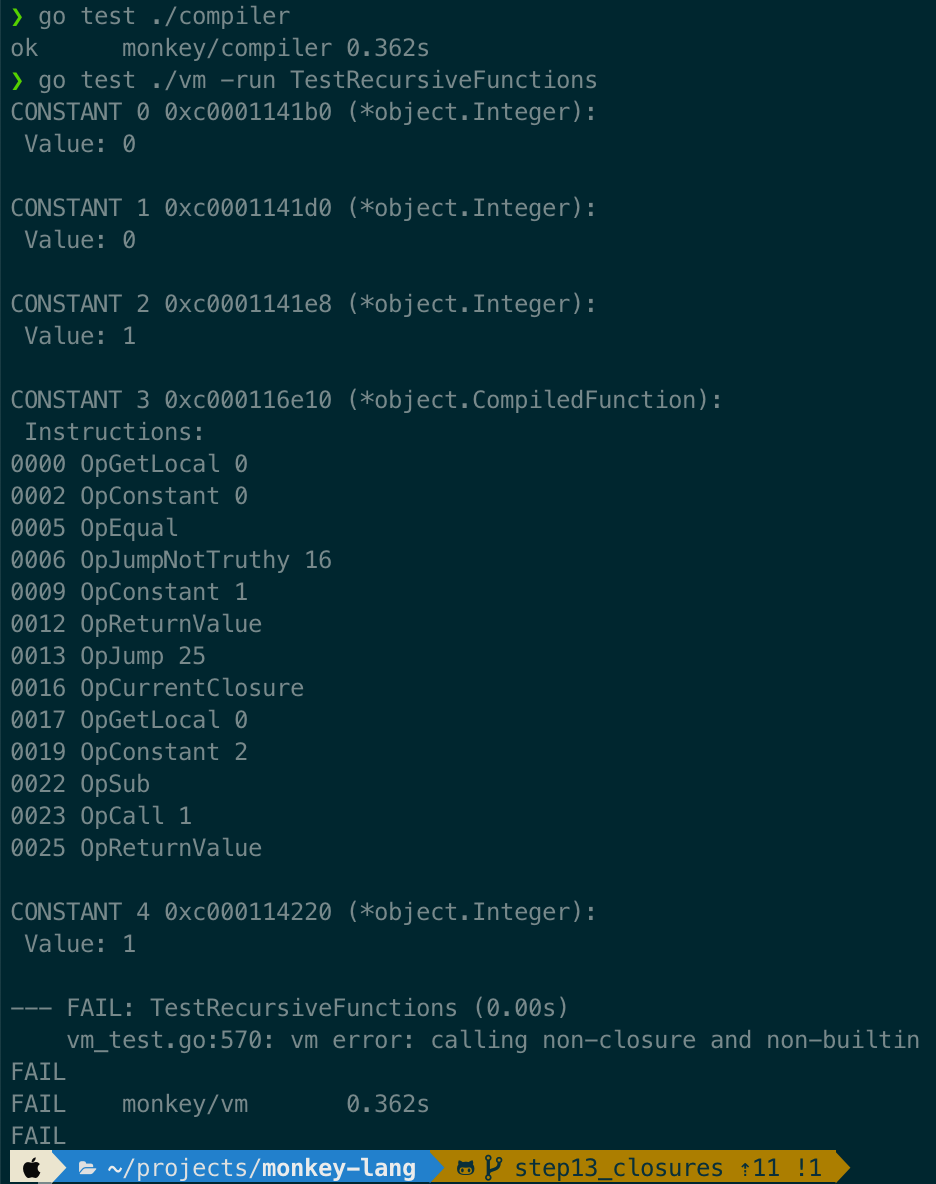 ❯ go test ./compiler
ok      monkey/compiler 0.362s
❯ go test ./vm -run TestRecursiveFunctions
CONSTANT 0 0xc0001141b0 (*object.Integer):
 Value: 0
CONSTANT 1 0xc0001141d0 (*object.Integer):
 Value: 0
CONSTANT 2 0xc0001141e8 (*object.Integer):
 Value: 1
CONSTANT 3 0xc000116e10 (*object.CompiledFunction):
 Instructions:
0000 OpGetLocal 0
0002 OpConstant 0
0005 OpEqual
0006 OpJumpNotTruthy 16
0009 OpConstant 1
0012 OpReturnValue
0013 OpJump 25
0016 OpCurrentClosure
0017 OpGetLocal 0
0019 OpConstant 2
0022 OpSub
0023 OpCall 1
0025 OpReturnValue
CONSTANT 4 0xc000114220 (*object.Integer):
 Value: 1
--- FAIL: TestRecursiveFunctions (0.00s)
    vm_test.go:570: vm error: calling non-closure and non-builtin
FAIL
FAIL    monkey/vm       0.362s
FAIL
~/projects/monkey-lang step13_closures ⇡11 !1